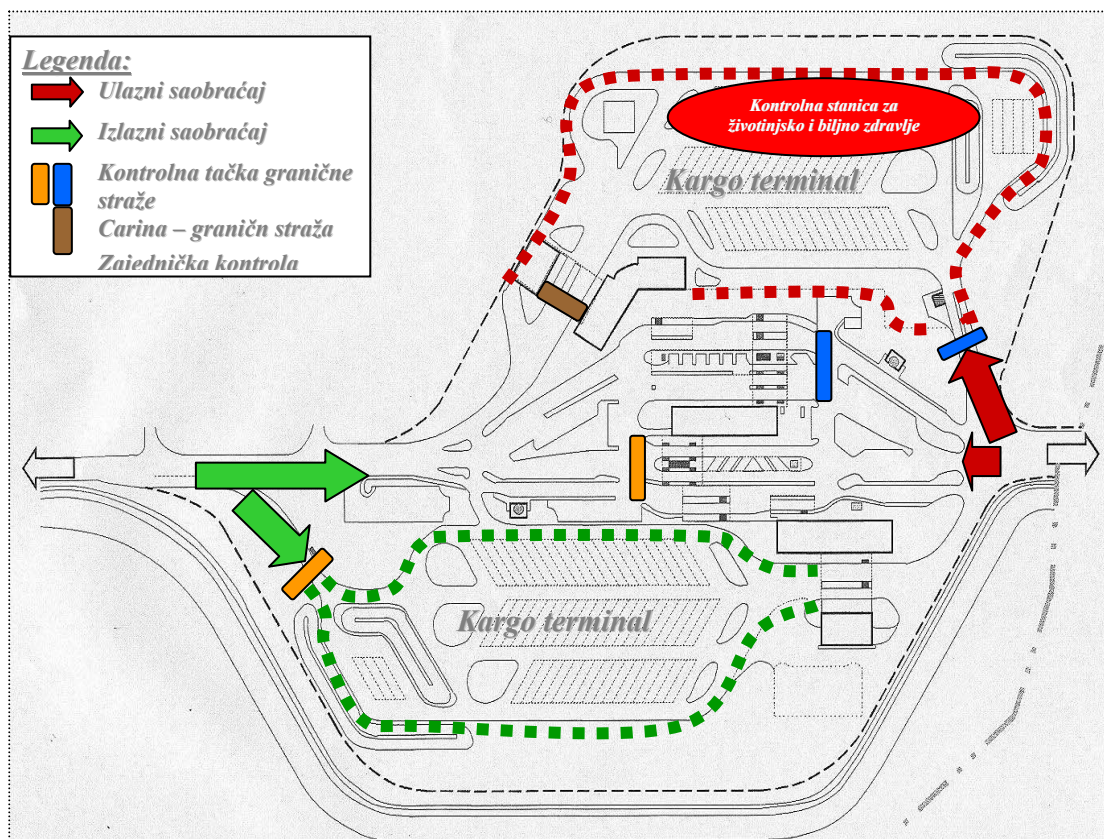 Legenda:
Ulazni saobraćaj
Izlazni saobraćaj
Kontrolna tačka granične
straže
Carina – graničn straža
Zajednička kontrola
Kontrolna stanica za
životinjsko i biljno zdravlje
Kargo terminal
Kargo terminal